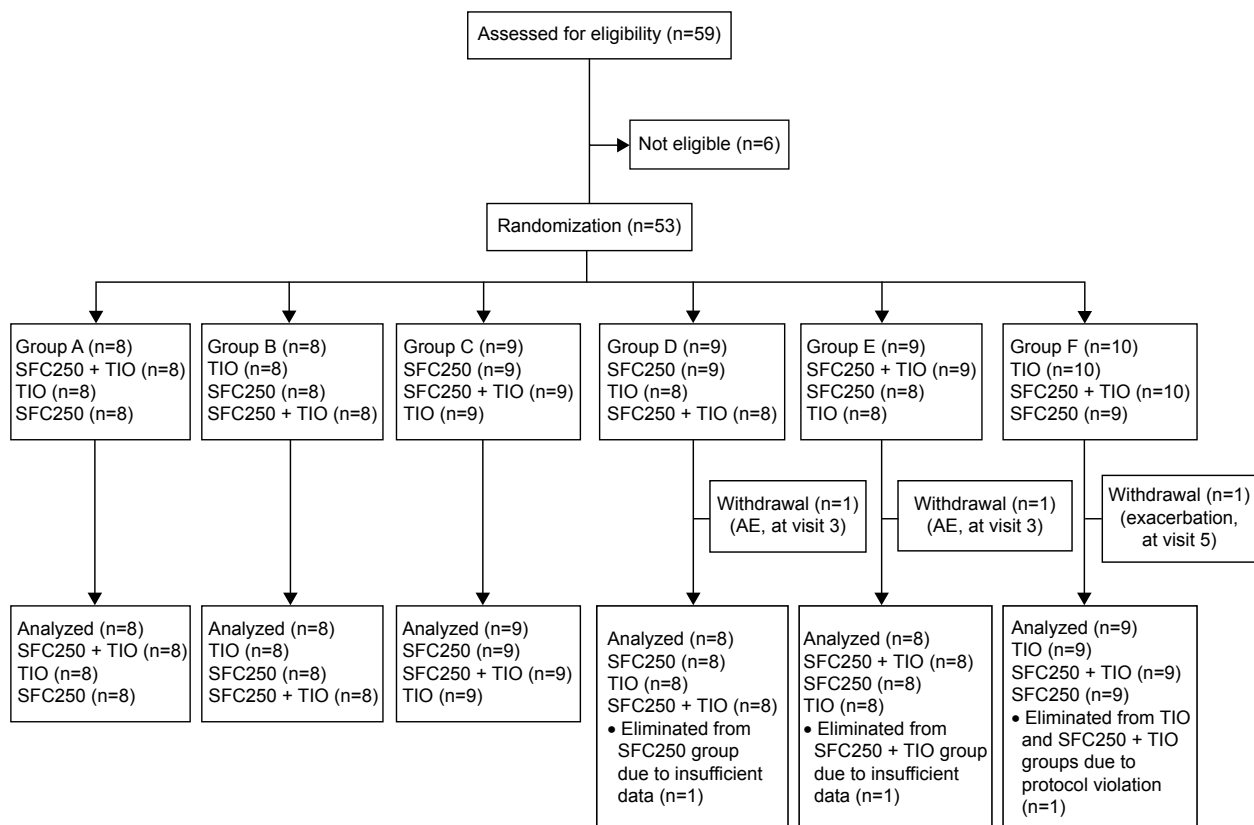 Assessed for eligibility (n=59)
Not eligible (n=6)
Randomization (n=53)
Group A (n=8)
SFC250 + TIO (n=8)
TIO (n=8)
SFC250 (n=8)
Group B (n=8)
TIO (n=8)
SFC250 (n=8)
SFC250 + TIO (n=8)
Group C (n=9)
SFC250 (n=9)
SFC250 + TIO (n=9)
TIO (n=9)
Group D (n=9)
SFC250 (n=9)
TIO (n=8)
SFC250 + TIO (n=8)
Group E (n=9)
SFC250 + TIO (n=9)
SFC250 (n=8)
TIO (n=8)
Group F (n=10)
TIO (n=10)
SFC250 + TIO (n=10)
SFC250 (n=9)
Withdrawal (n=1)
(AE, at visit 3)
Withdrawal (n=1)
(AE, at visit 3)
Withdrawal (n=1)
(exacerbation,
at visit 5)
Analyzed (n=8)
SFC250 + TIO (n=8)
TIO (n=8)
SFC250 (n=8)
Analyzed (n=8)
TIO (n=8)
SFC250 (n=8)
SFC250 + TIO (n=8)
Analyzed (n=9)
SFC250 (n=9)
SFC250 + TIO (n=9)
TIO (n=9)
Analyzed (n=8)
SFC250 (n=8)
TIO (n=8)
SFC250 + TIO (n=8)
• Eliminated from
SFC250 group
due to insufficient
data (n=1)
Analyzed (n=8)
SFC250 + TIO (n=8)
SFC250 (n=8)
TIO (n=8)
• Eliminated from
SFC250 + TIO group
due to insufficient
data (n=1)
Analyzed (n=9)
TIO (n=9)
SFC250 + TIO (n=9)
SFC250 (n=9)
• Eliminated from TIO
and SFC250 + TIO
groups due to
protocol violation
(n=1)